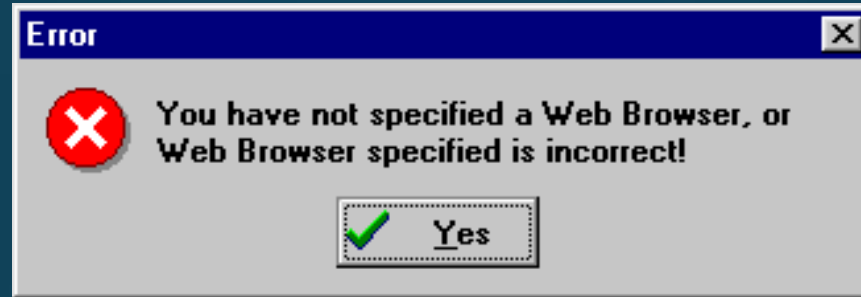 Error
You have not specified a Web Browser, or
Web Browser specified is incorrect!
Yes